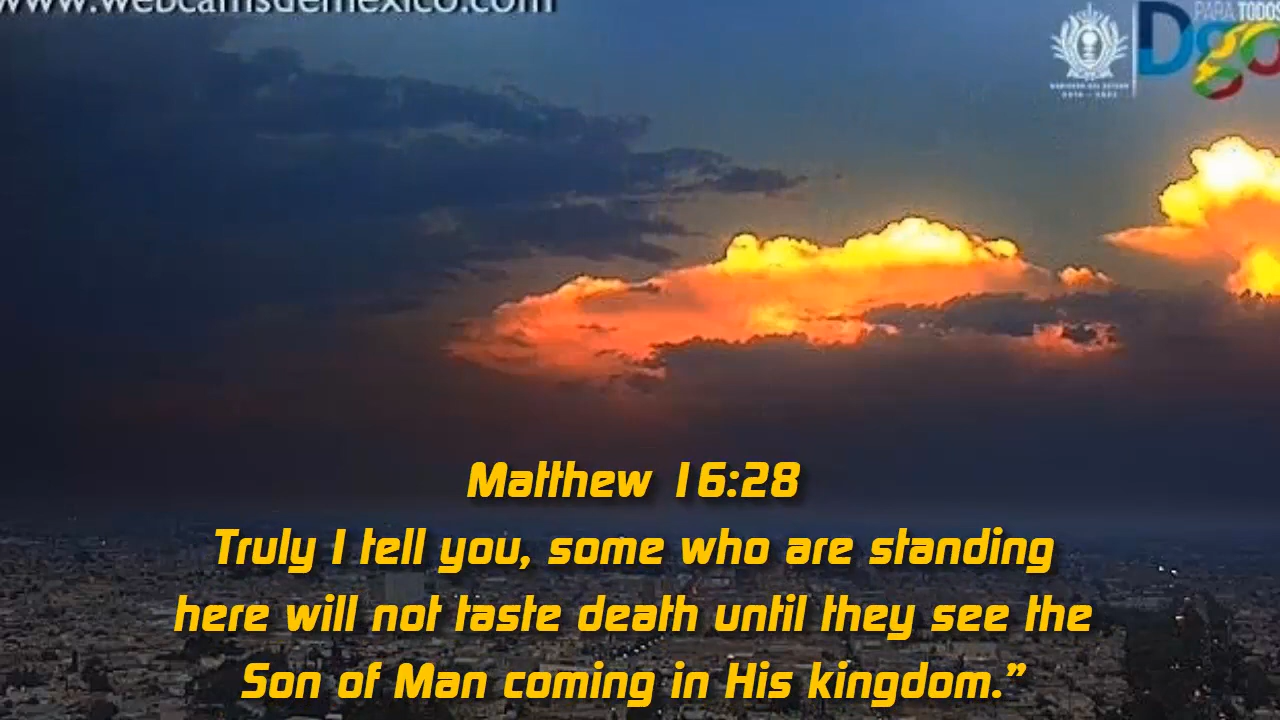 www.webcamsdemexico.com
PARA TODOS
Dgo
Matthew 16:28
Truly I tell you, some who are standing
here will not taste death until they see the
Son of Man coming in His kingdom.”